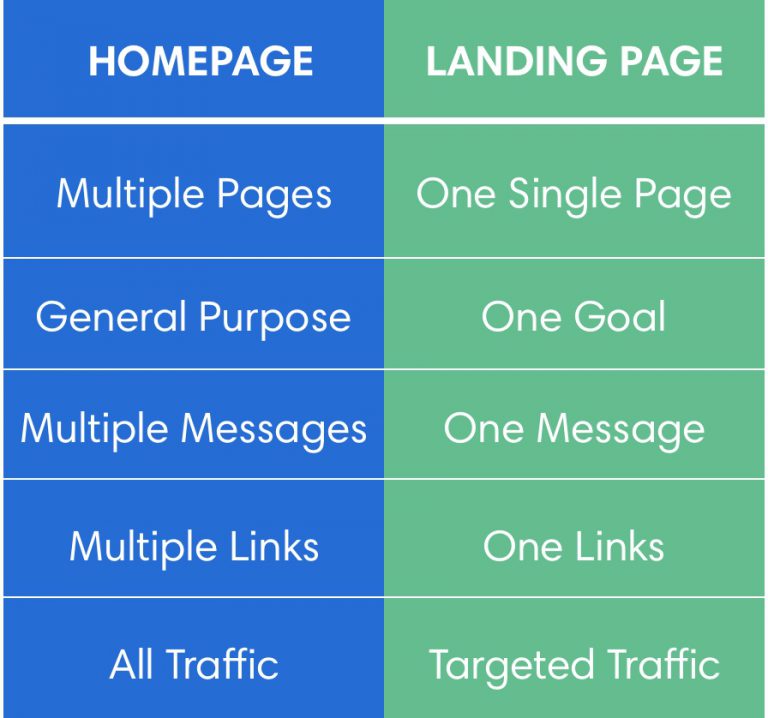 HOMEPAGE LANDING PAGE
Multiple Pages One Single Page
General Purpose One Goal
Multiple Messages One Message
Multiple Links One Links
All Traffic Targeted Traffic